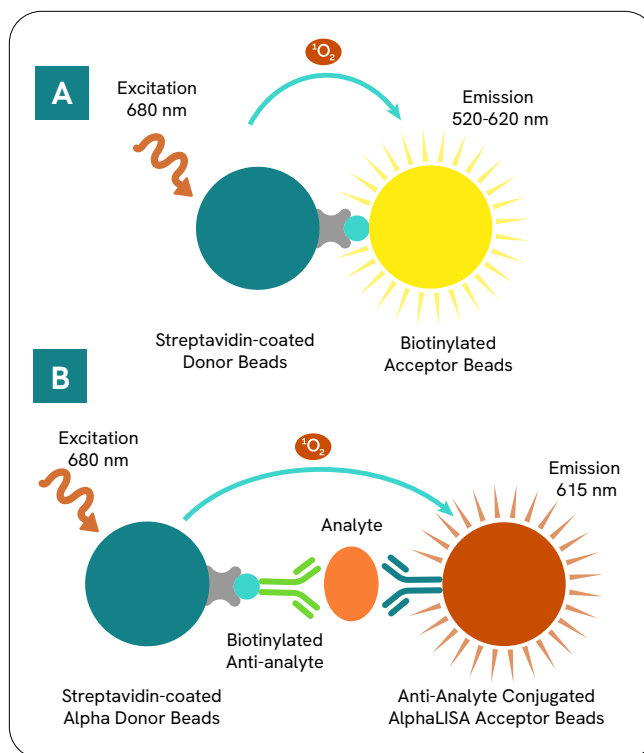 A
Excitation
680 nm
¹O₂
Emission
520-620 nm
Streptavidin-coated
Donor Beads
Biotinylated
Acceptor Beads
B
Excitation
680 nm
¹O₂
Emission
615 nm
Analyte
Biotinylated
Anti-analyte
Streptavidin-coated
Alpha Donor Beads
Anti-Analyte Conjugated
AlphaLISA Acceptor Beads